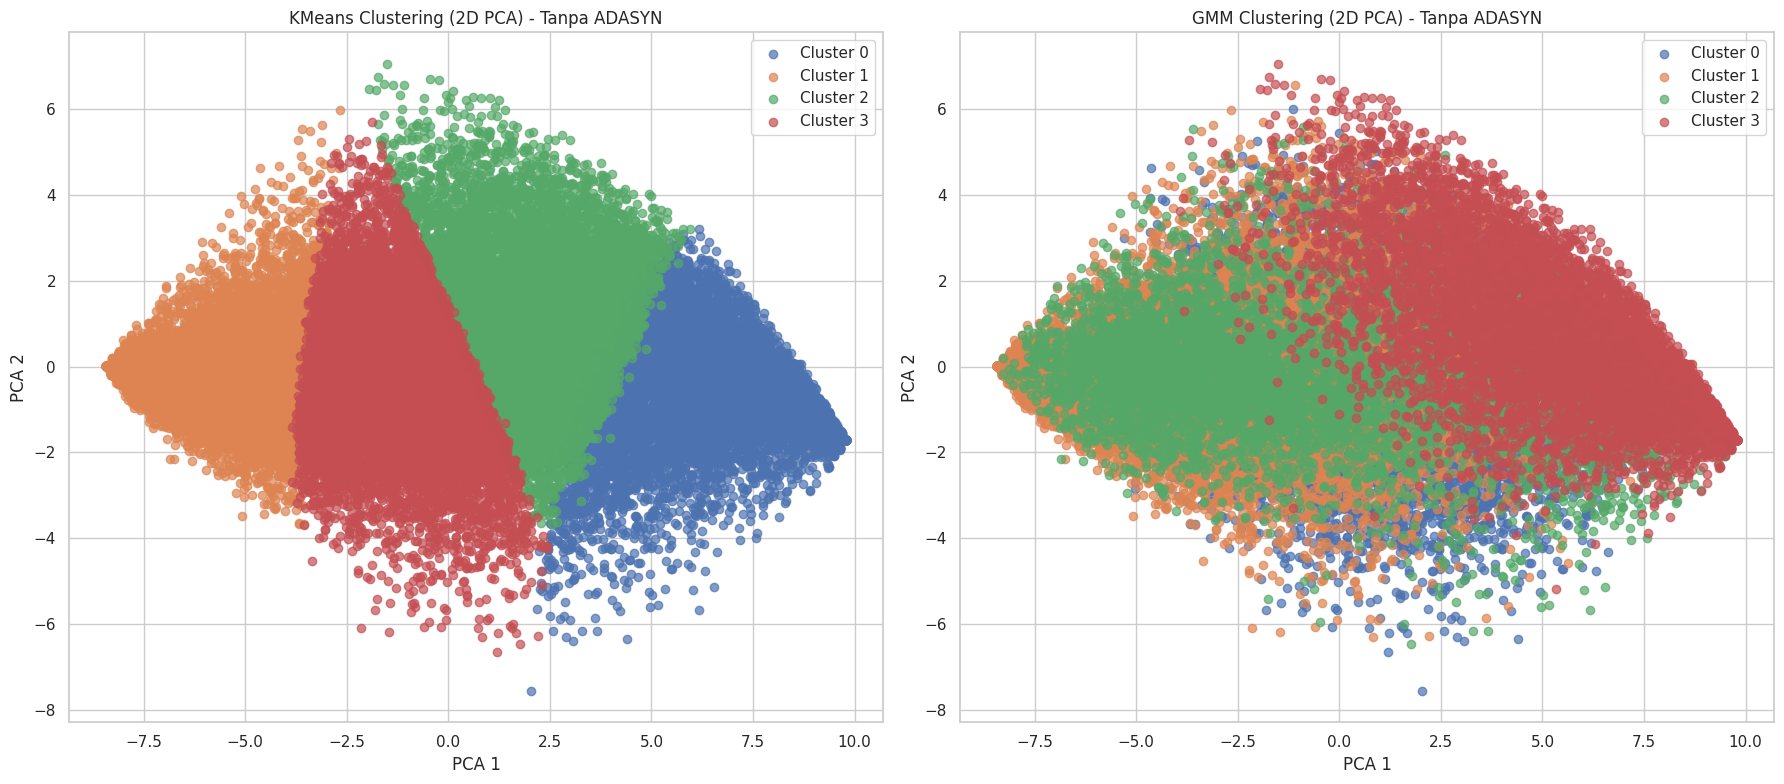 KMeans Clustering (2D PCA) - Tanpa ADASYN
Cluster 0
Cluster 1
Cluster 2
Cluster 3
6
4
2
0
−2
−4
−6
−8
PCA 2
−7.5 −5.0 −2.5 0.0 2.5 5.0 7.5 10.0
PCA 1
GMM Clustering (2D PCA) - Tanpa ADASYN
Cluster 0
Cluster 1
Cluster 2
Cluster 3
6
4
2
0
−2
−4
−6
−8
PCA 2
−7.5 −5.0 −2.5 0.0 2.5 5.0 7.5 10.0
PCA 1